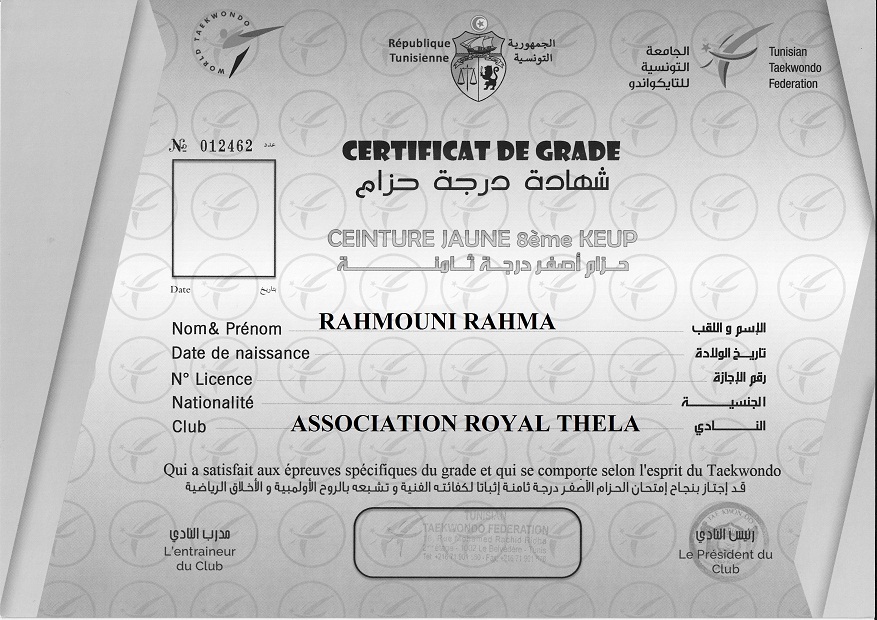 WORLD TAEKWONDO
République
Tunisienne
الجمهورية
التونسية
الجامعة
التونسية
للتايكواندو
Tunisian
Taekwondo
Federation
№ 012462 عدد
CERTIFICAT DE GRADE
شهادة درجة حزام
CEINTURE JAUNE 8ème KEUP
حزام أصفر درجة ثامنة
Date بتاريخ
Nom& Prénom RAHMOUNI RAHMA الإسم و اللقب
Date de naissance تاريخ الولادة
N° Licence رقم الإجازة
Nationalité الجنسية
Club ASSOCIATION ROYAL THELA النادي
Qui a satisfait aux épreuves spécifiques du grade et qui se comporte selon l'esprit du Taekwondo
قد إجتاز بنجاح إمتحان الحزام الأصفر درجة ثامنة إثباتا لكفائته الفنية و تشبعه بالروح الأولمبية و الأخلاق الرياضية
مدرب النادي
L'entraineur
du Club
TUNISIAN
TAEKWONDO FEDERATION
رئيس النادي
Le Président du
Club